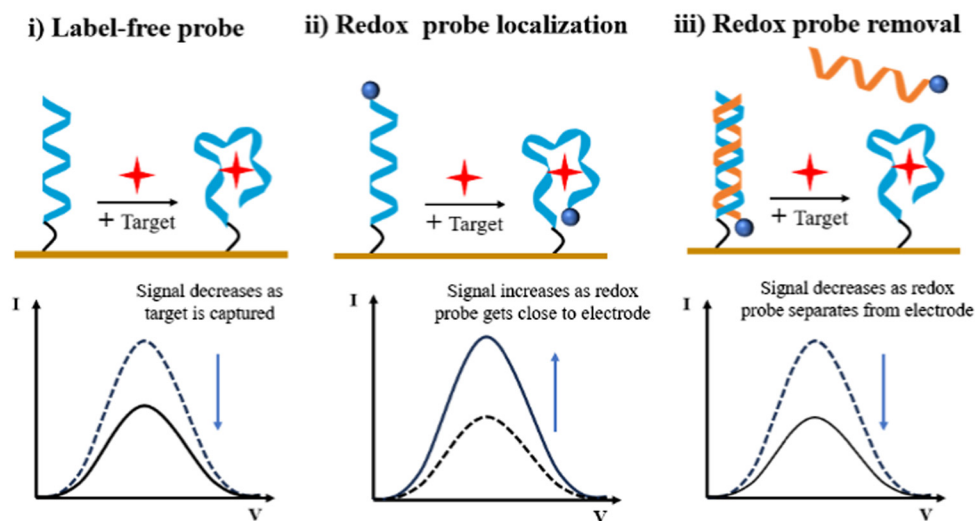 i) Label-free probe
+ Target
Signal decreases as
target is captured
I
V
ii) Redox probe localization
+ Target
Signal increases as redox
probe gets close to electrode
I
V
iii) Redox probe removal
+ Target
Signal decreases as redox
probe separates from electrode
I
V